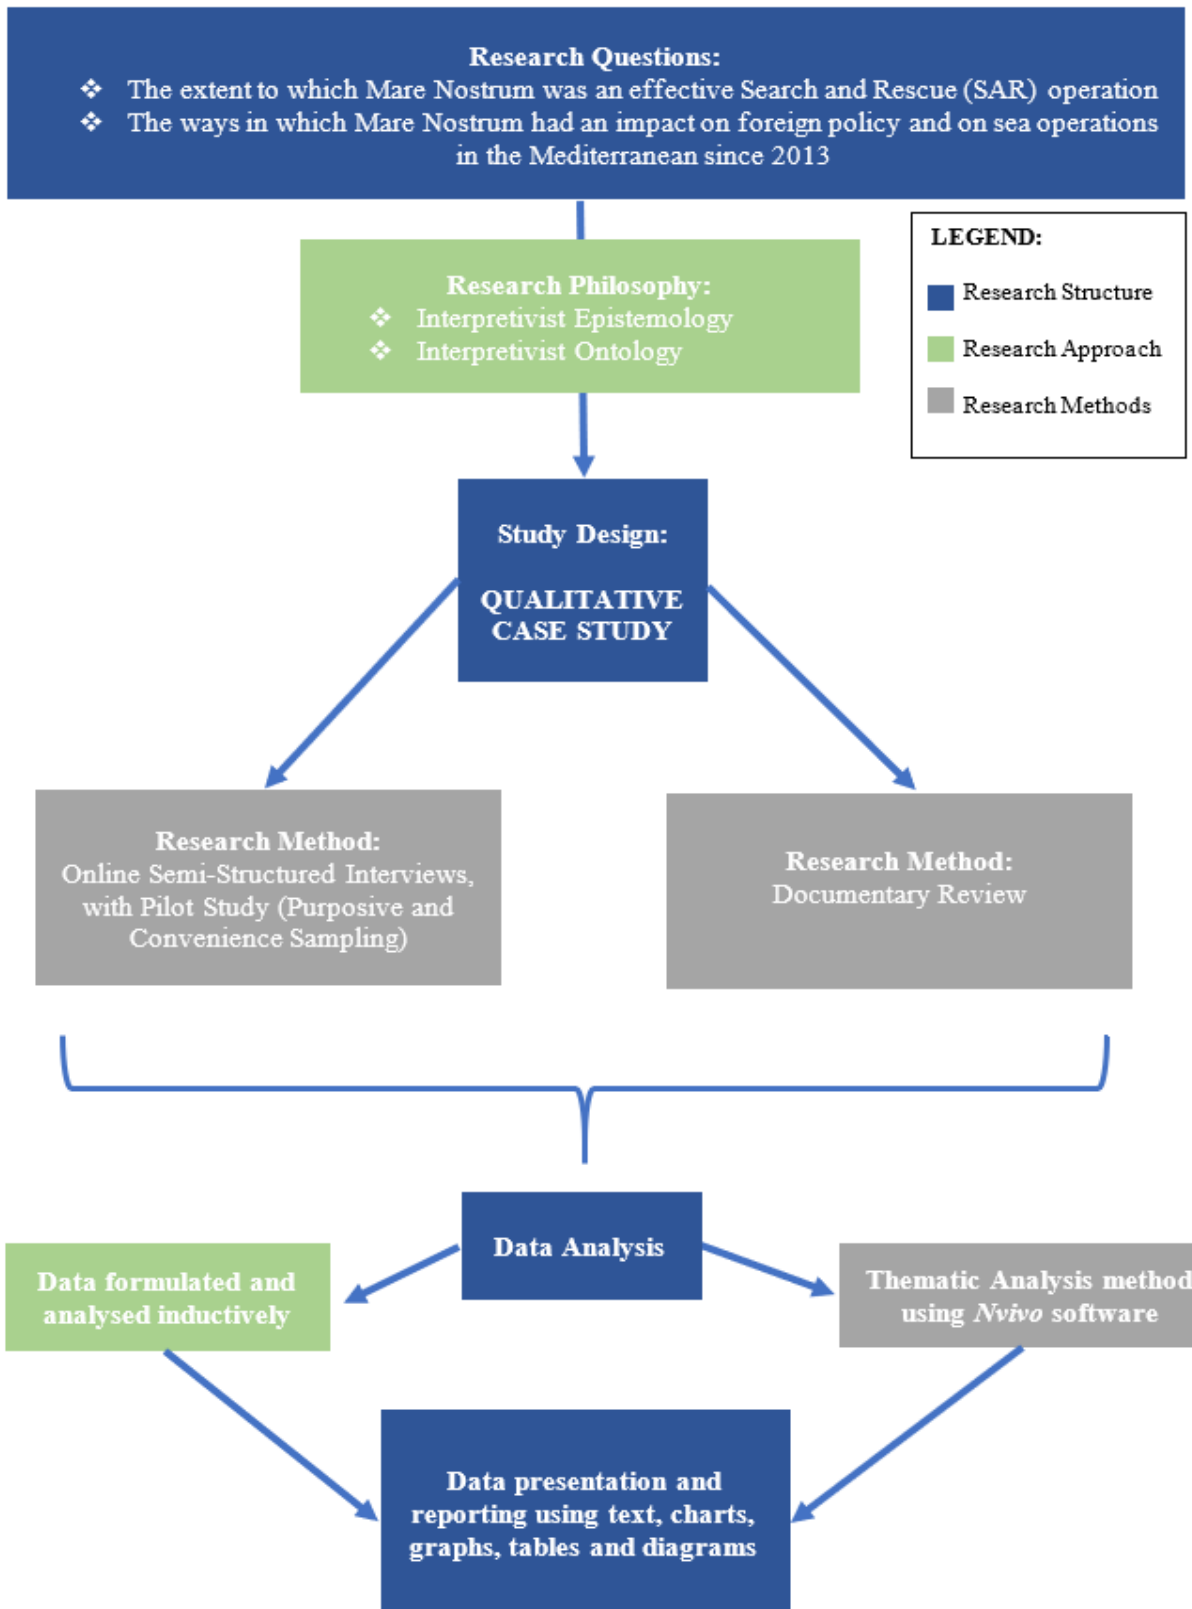 Research Questions:
❖ The extent to which Mare Nostrum was an effective Search and Rescue (SAR) operation
❖ The ways in which Mare Nostrum had an impact on foreign policy and on sea operations
in the Mediterranean since 2013
LEGEND:
Research Structure
Research Approach
Research Methods
Research Philosophy:
❖ Interpretivist Epistemology
❖ Interpretivist Ontology
Study Design:
QUALITATIVE
CASE STUDY
Research Method:
Online Semi-Structured Interviews,
with Pilot Study (Purposive and
Convenience Sampling)
Research Method:
Documentary Review
Data Analysis
Data formulated and
analysed inductively
Thematic Analysis method
using Nvivo software
Data presentation and
reporting using text, charts,
graphs, tables and diagrams